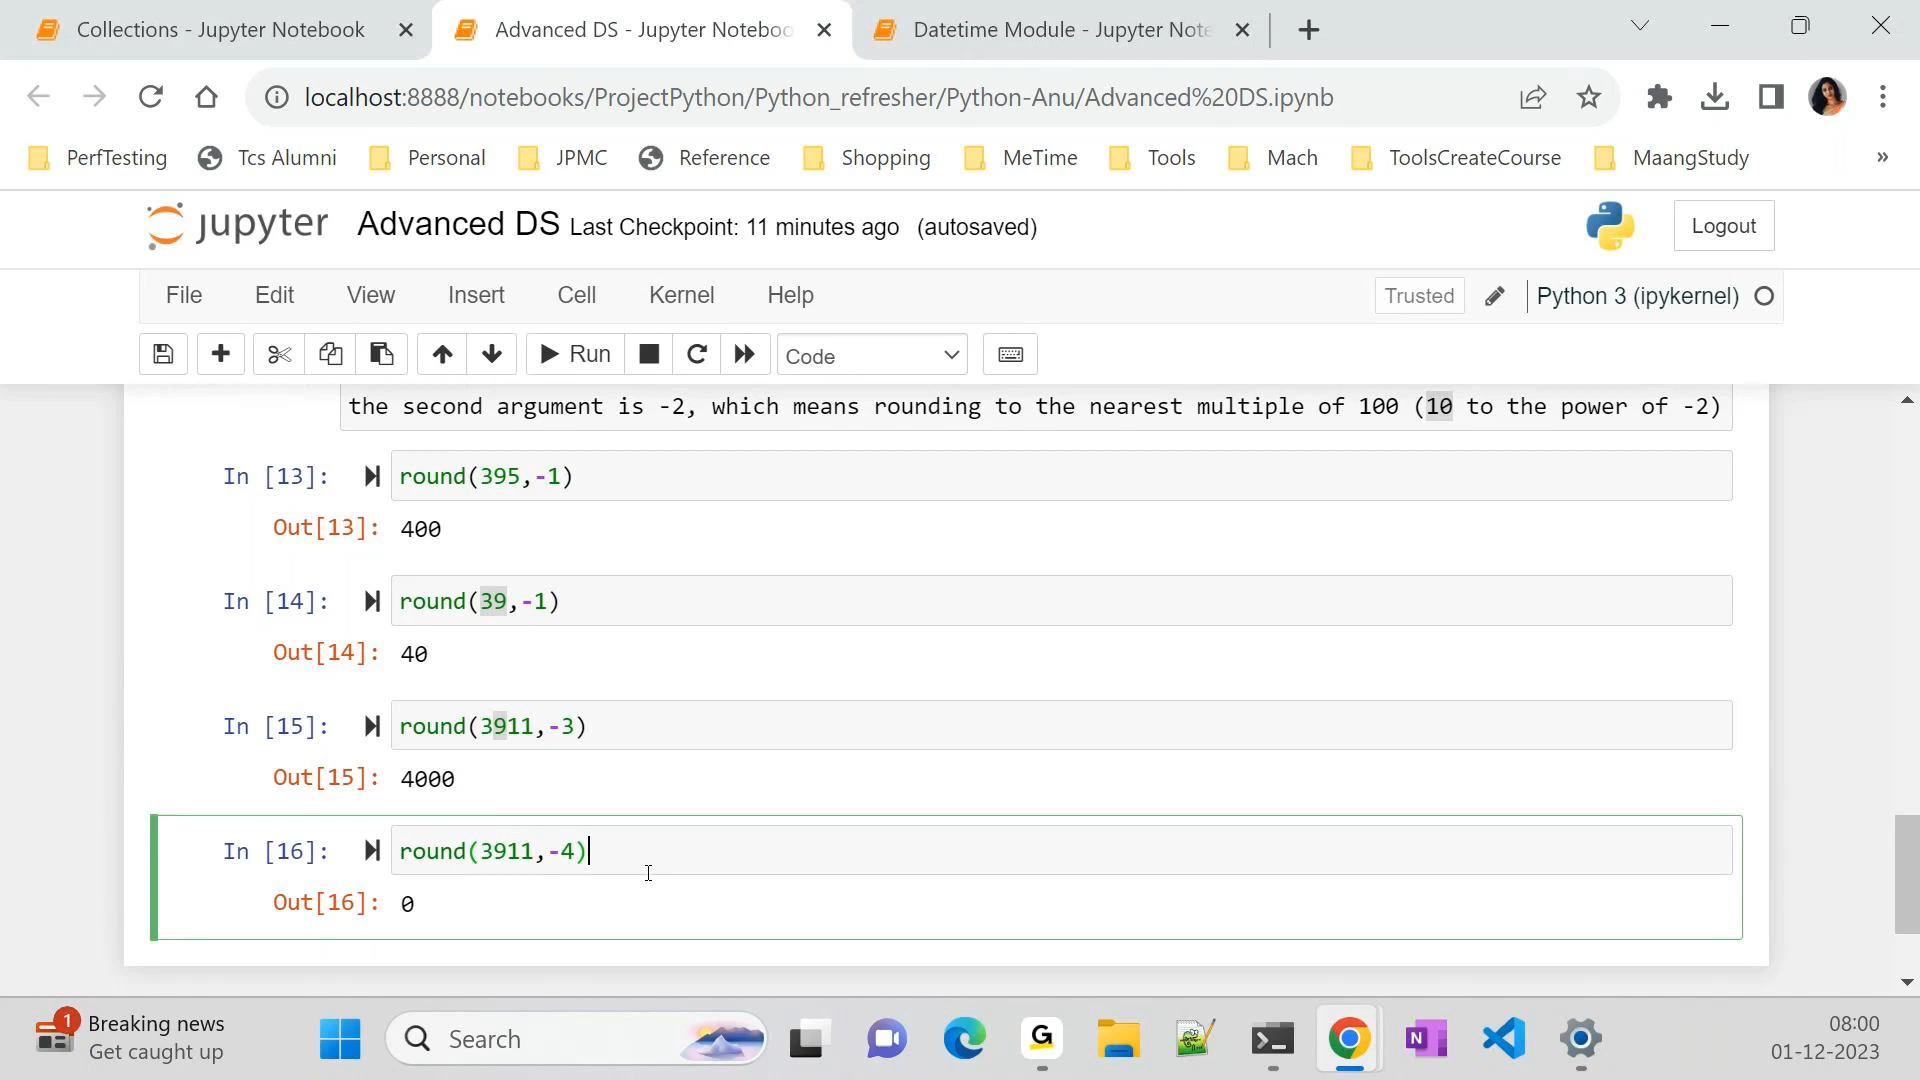 Collections - Jupyter Notebook
Advanced DS - Jupyter Noteboo
Datetime Module - Jupyter Note
localhost:8888/notebooks/ProjectPython/Python_refresher/Python-Anu/Advanced%20DS.ipynb
PerfTesting Tcs Alumni Personal JPMC Reference Shopping MeTime Tools Mach ToolsCreateCourse MaangStudy »
jupyter Advanced DS Last Checkpoint: 11 minutes ago (autosaved)
Logout
File Edit View Insert Cell Kernel Help
Trusted Python 3 (ipykernel)
Run Code
the second argument is -2, which means rounding to the nearest multiple of 100 (10 to the power of -2)
In [13]: round(395,-1)
Out[13]: 400
In [14]: round(39,-1)
Out[14]: 40
In [15]: round(3911,-3)
Out[15]: 4000
In [16]: round(3911,-4)
Out[16]: 0
1
Breaking news
Get caught up
Search
G
N
08:00
01-12-2023